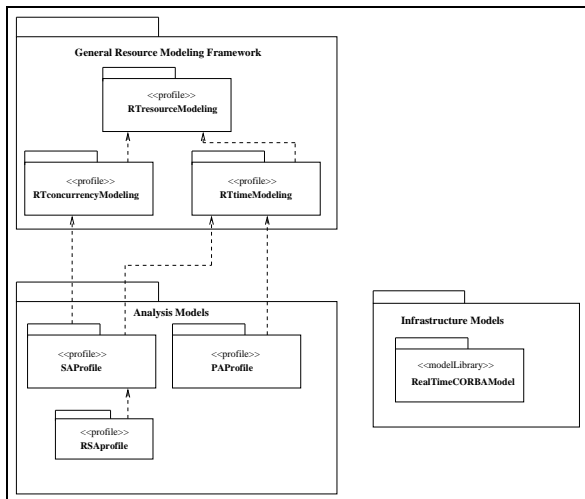 General Resource Modeling Framework
<<profile>>
RTresourceModeling
<<profile>>
RTconcurrencyModeling
<<profile>>
RTtimeModeling
Analysis Models
<<profile>>
SAProfile
<<profile>>
PAProfile
<<profile>>
RSAprofile
Infrastructure Models
<<modelLibrary>>
RealTimeCORBAModel